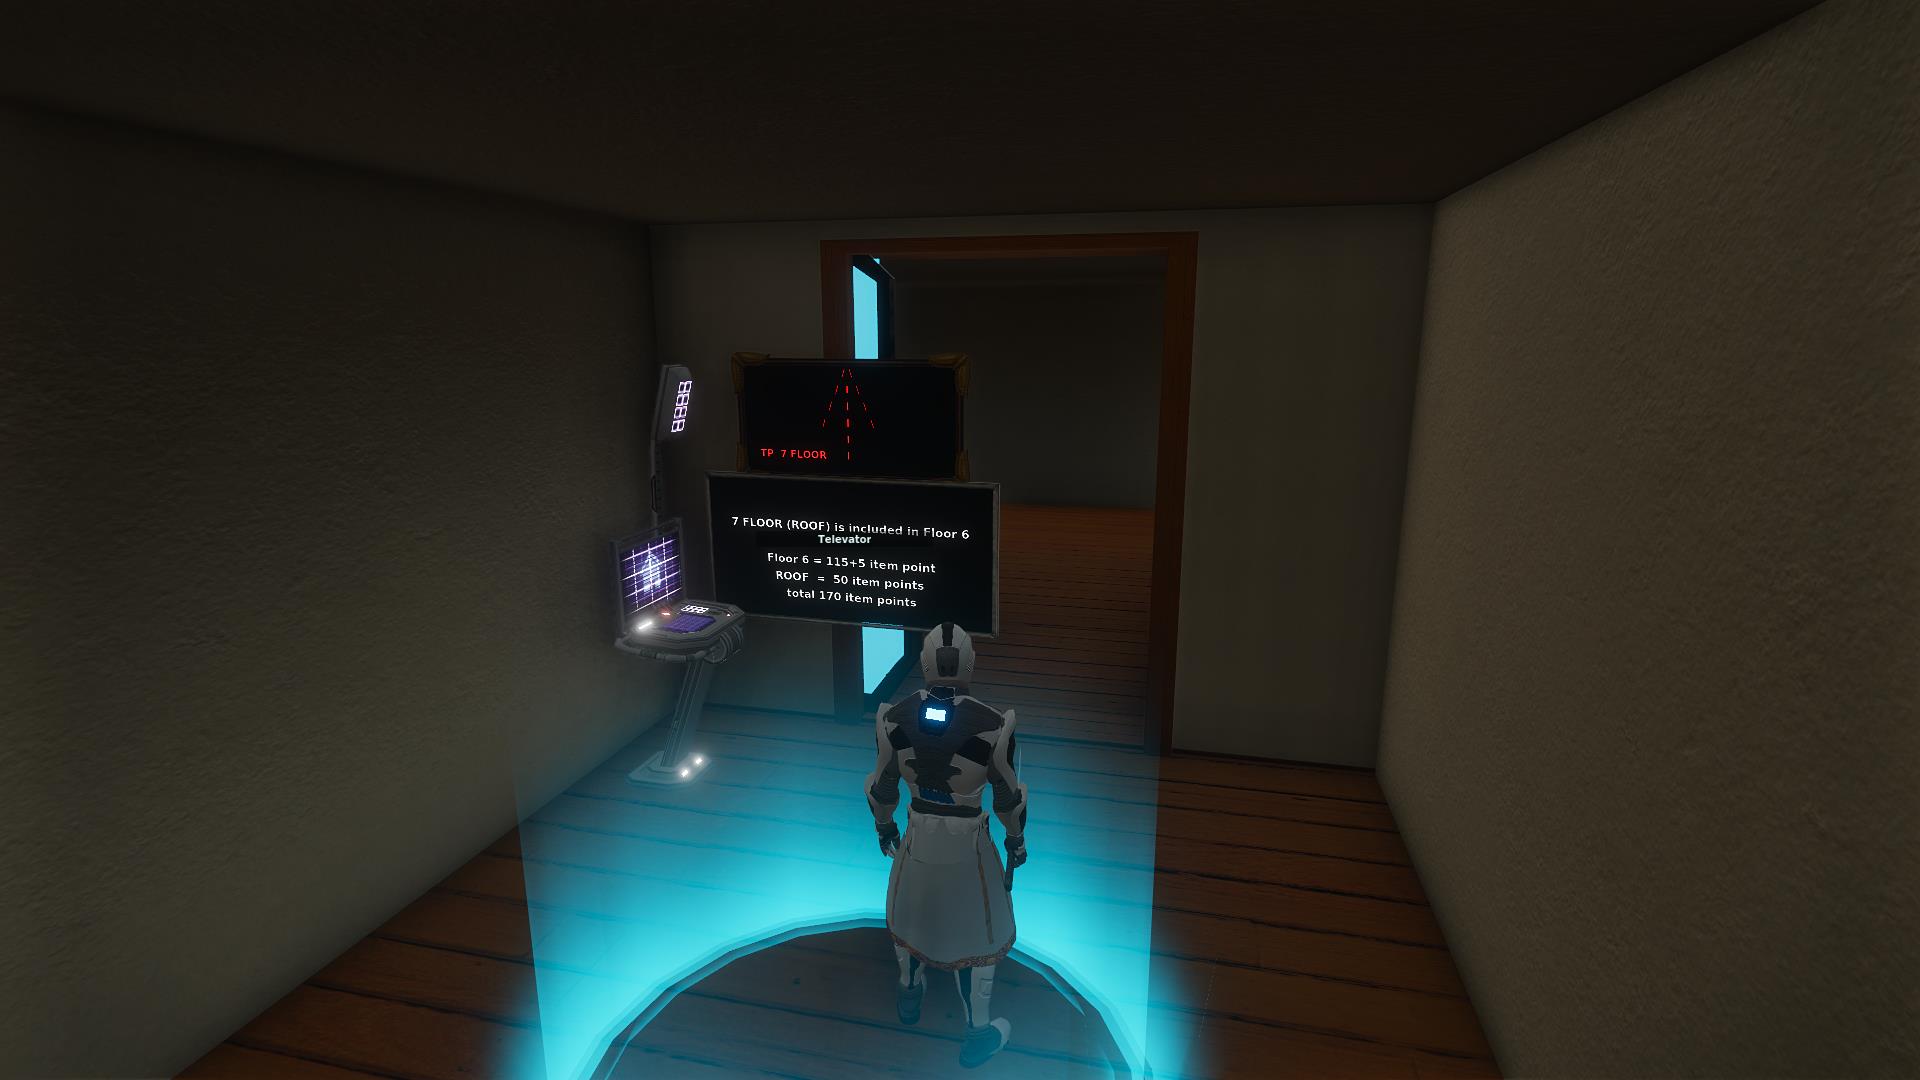 TP 7 FLOOR
7 FLOOR (ROOF) is included in Floor 6
Televator
Floor 6 = 115+5 item point
ROOF = 50 item points
total 170 item points